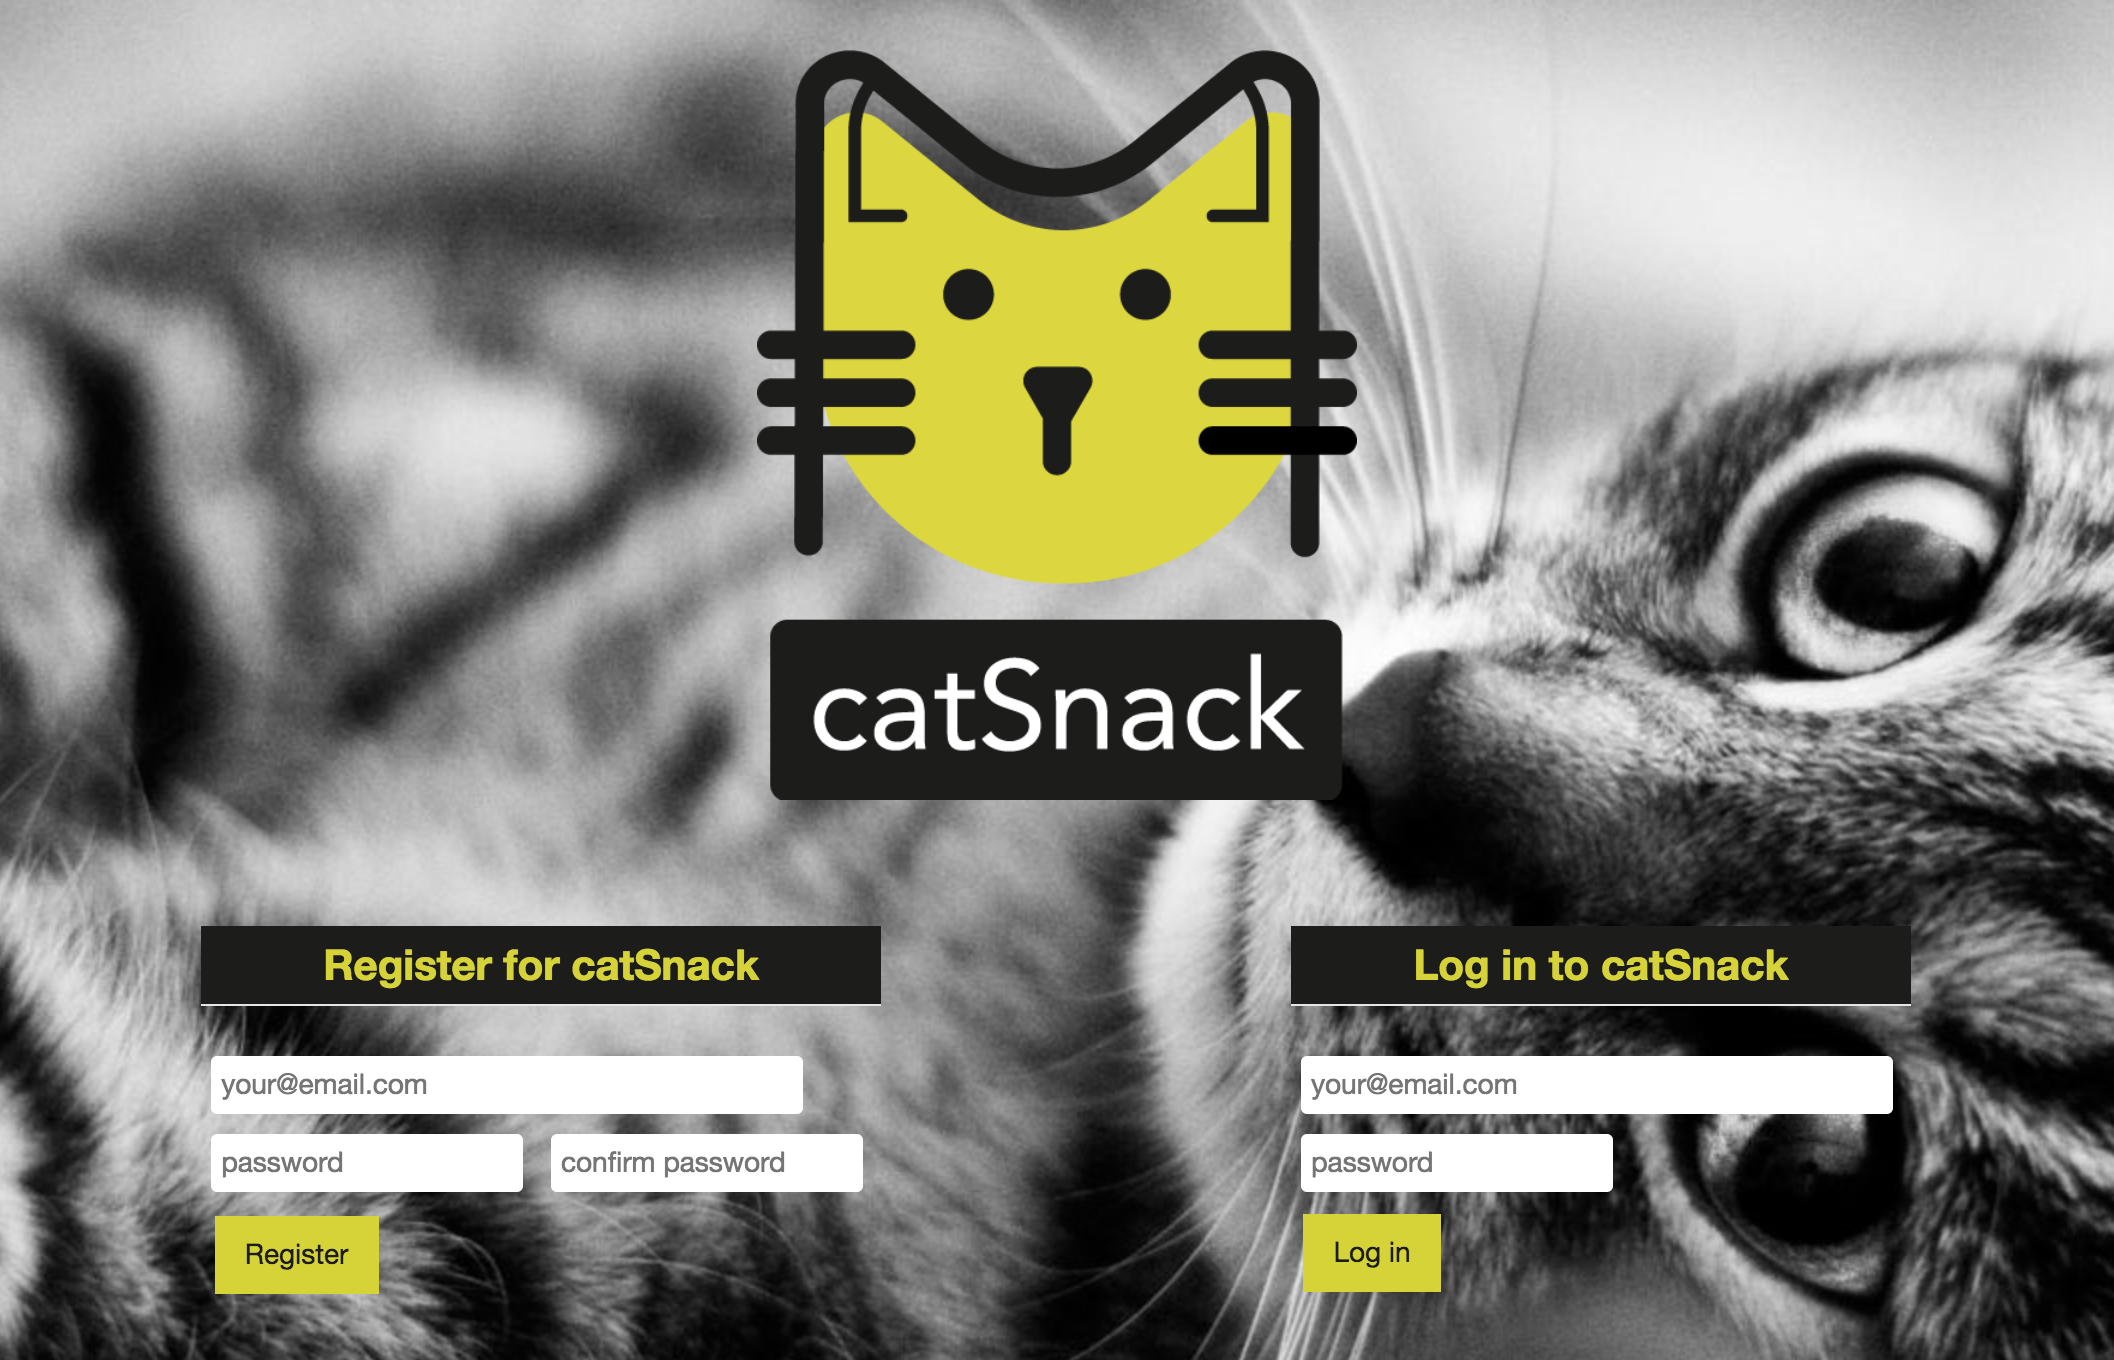 catSnack
Register for catSnack
your@email.com
password
confirm password
Register
Log in to catSnack
your@email.com
password
Log in